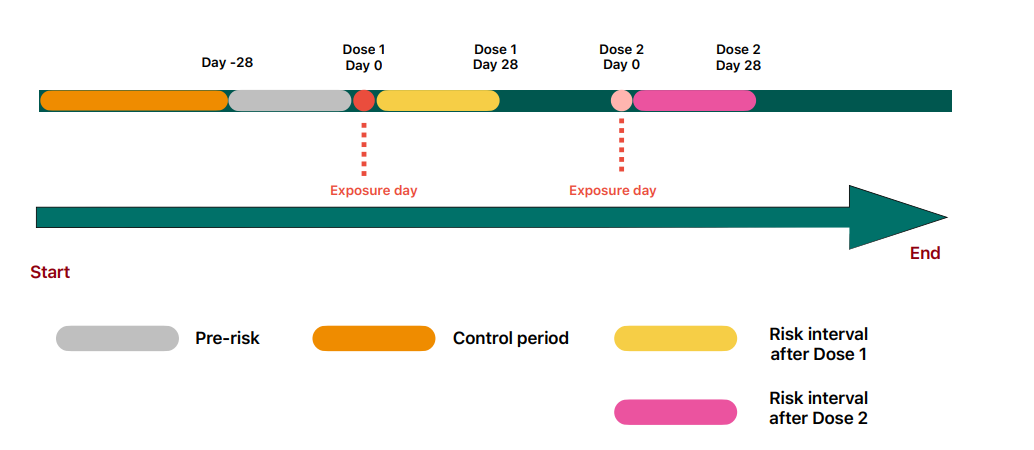 Day -28
Dose 1
Day 0
Dose 1
Day 28
Dose 2
Day 0
Dose 2
Day 28
Exposure day
Exposure day
Start
End
Pre-risk
Control period
Risk interval
after Dose 1
Risk interval
after Dose 2